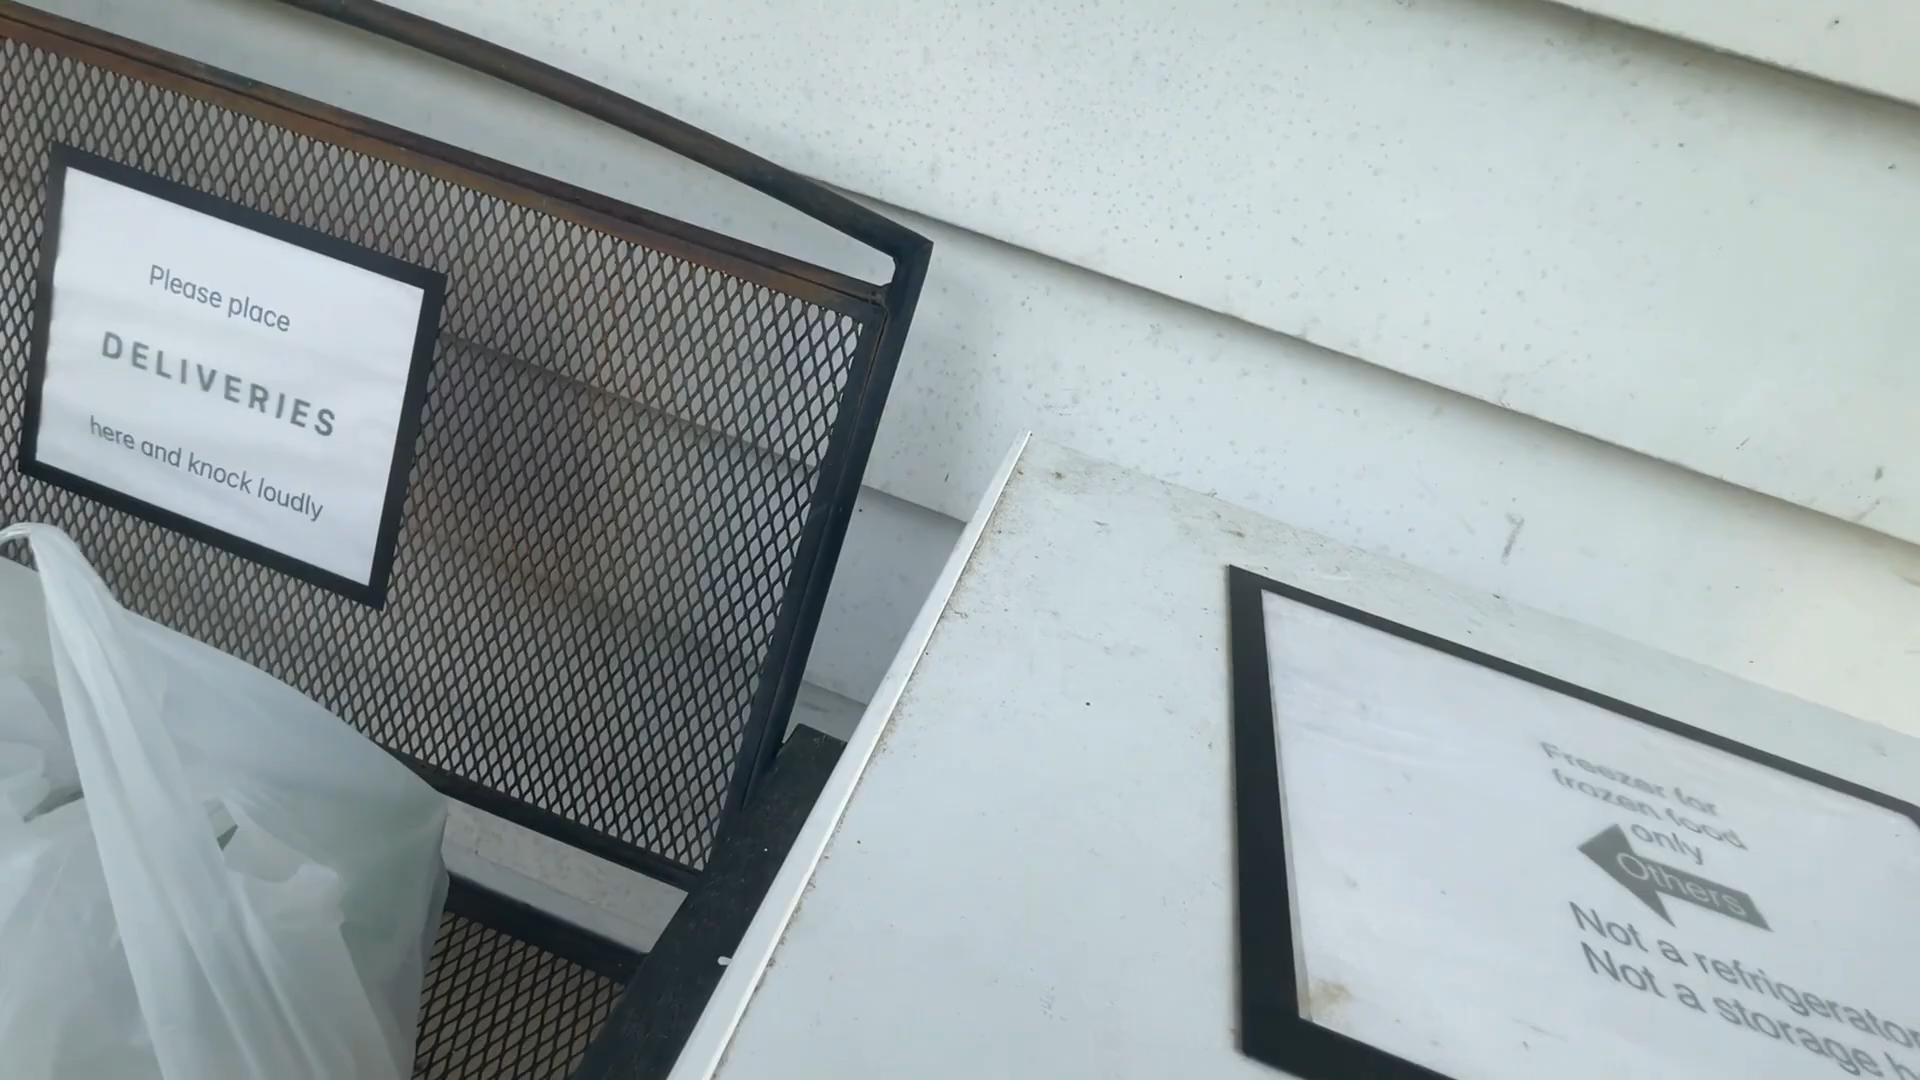 Please place
DELIVERIES
here and knock loudly
Freezer for
frozen food
only
Others
Not a refrigerator
Not a storage